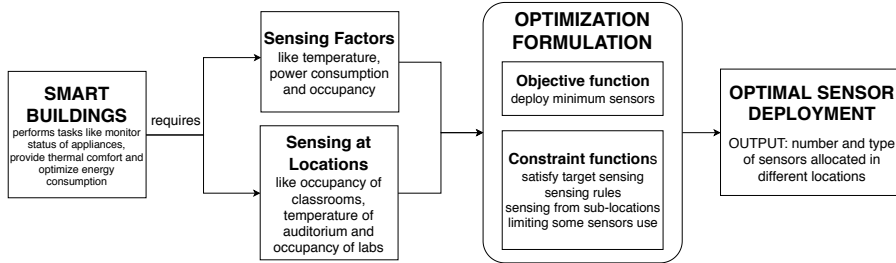 SMART
BUILDINGS
performs tasks like monitor
status of appliances,
provide thermal comfort and
optimize energy
consumption
requires
Sensing Factors
like temperature,
power consumption
and occupancy
Sensing at
Locations
like occupancy of
classrooms,
temperature of
auditorium and
occupancy of labs
OPTIMIZATION
FORMULATION
Objective function
deploy minimum sensors
Constraint functions
satisfy target sensing
sensing rules
sensing from sub-locations
limiting some sensors use
OPTIMAL SENSOR
DEPLOYMENT
OUTPUT: number and type
of sensors allocated in
different locations